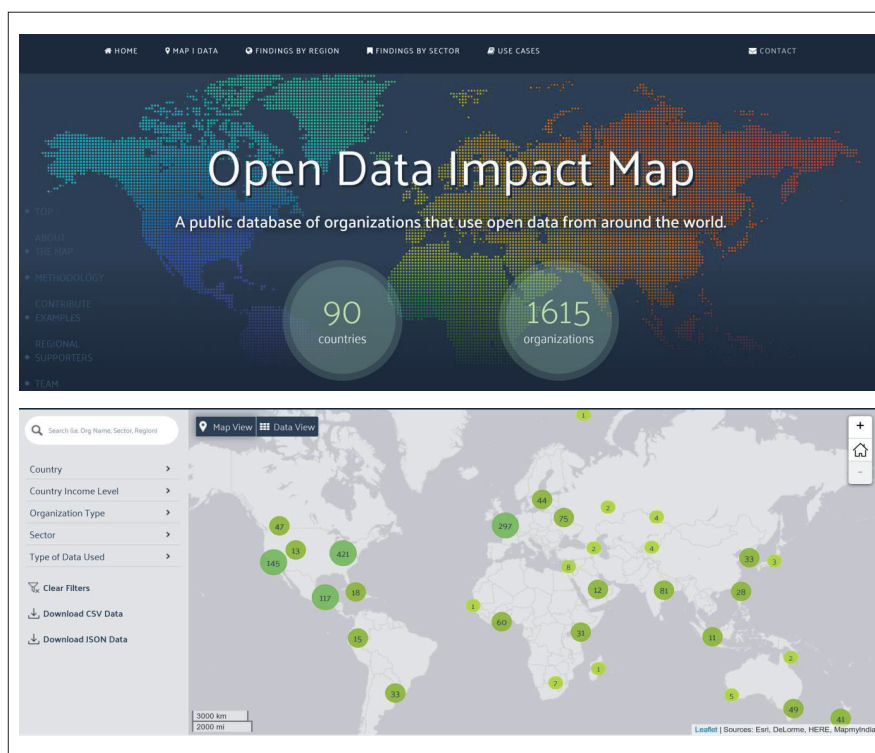 HOME
MAP | DATA
FINDINGS BY REGION
FINDINGS BY SECTOR
USE CASES
CONTACT
Open Data Impact Map
A public database of organizations that use open data from around the world.
TOP
ABOUT
THE MAP
METHODOLOGY
CONTRIBUTE
EXAMPLES
REGIONAL
SUPPORTERS
TEAM
90
countries
1615
organizations
Search (ie. Org Name, Sector, Region)
Map View
Data View
Country
Country Income Level
Organization Type
Sector
Type of Data Used
Clear Filters
Download CSV Data
Download JSON Data
1
+
-
44
2
47
297
75
4
13
421
2
4
33
145
8
3
117
18
12
81
28
1
60
15
31
11
2
1
2
5
33
49
41
3000 km
2000 mi
Leaflet | Sources: Esri, DeLorme, HERE, MapmyIndia